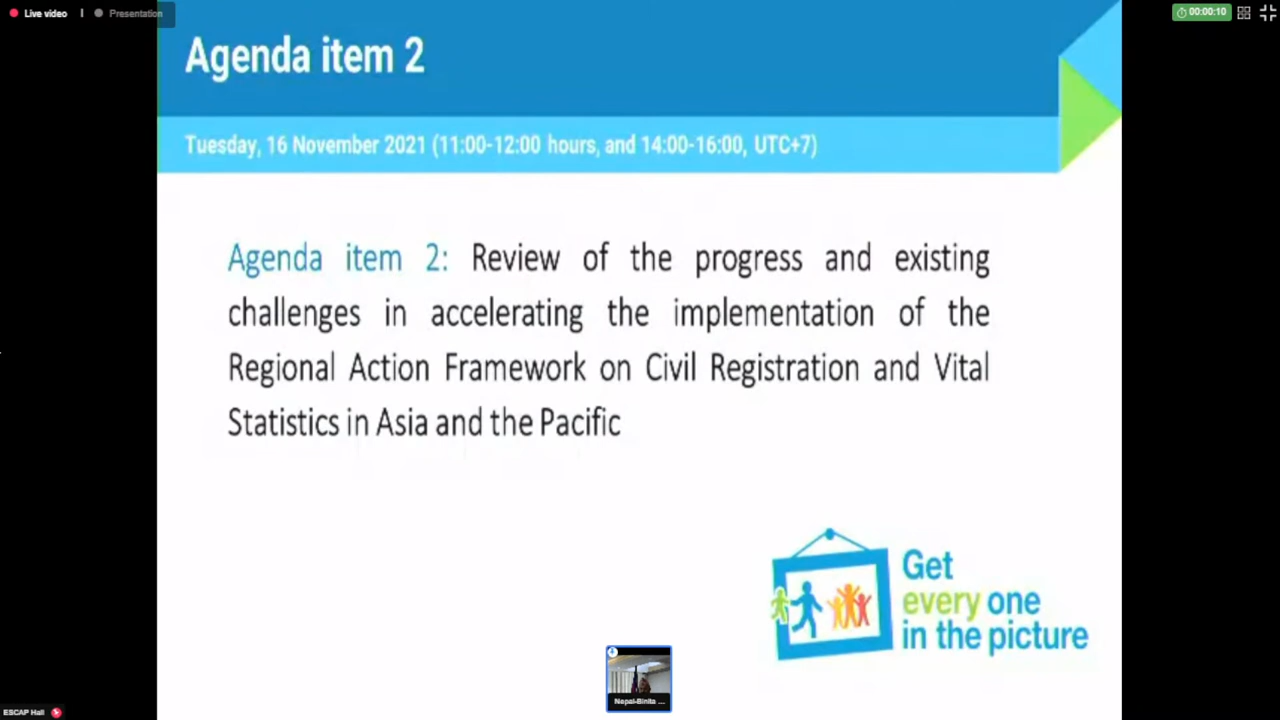 Live video
Presentation
00:00:10
Agenda item 2
Tuesday, 16 November 2021 (11:00-12:00 hours, and 14:00-16:00, UTC+7)
Agenda item 2: Review of the progress and existing
challenges in accelerating the implementation of the
Regional Action Framework on Civil Registration and Vital
Statistics in Asia and the Pacific
Get
every one
in the picture
Nepal-Binita ...
ESCAP Hall